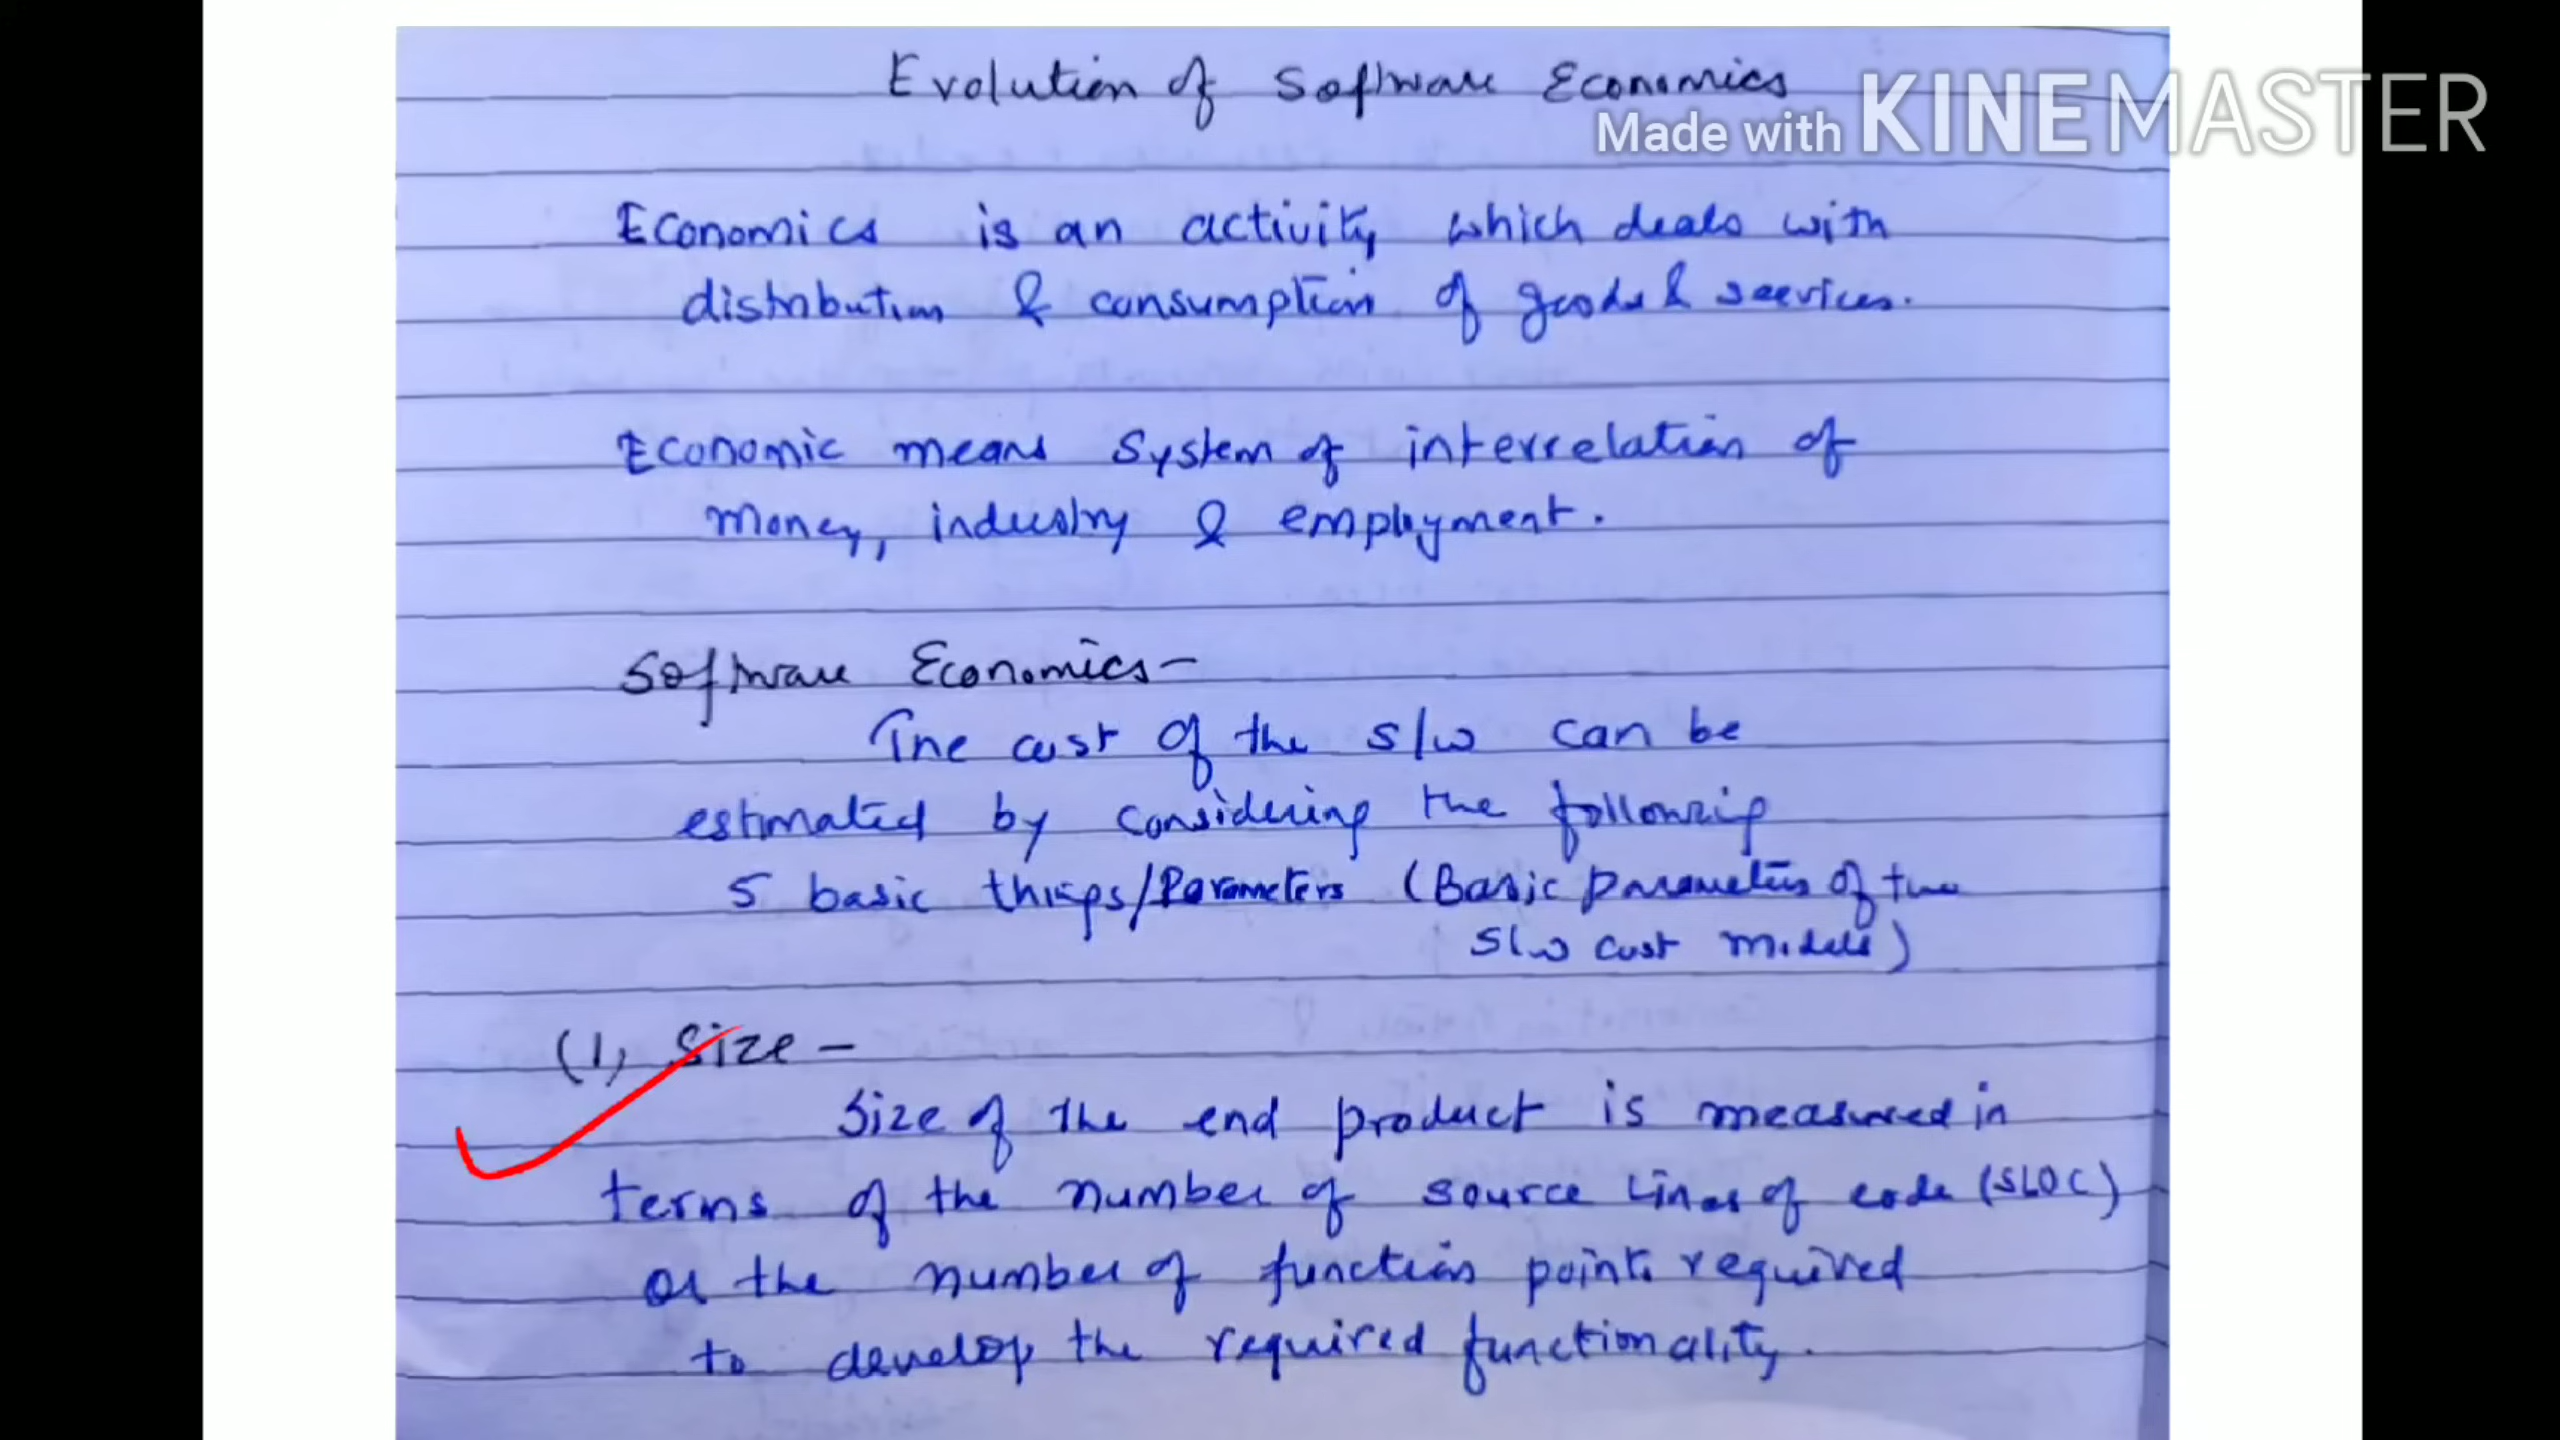 Evolution of Software Economics
Made with KINEMASTER
Economics is an activity which deals with
distribution & consumption of goods & services.
Economic means System of interrelation of
money, industry & employment.
Software Economics-
The cost of the s/w can be
estimated by considering the following
5 basic things/Parameters (Basic parameters of the
S/w cost models)
(1) Size -
Size of the end product is measured in
terms of the number of source Lines of code (SLOC)
or the number of function points required
to develop the required functionality.